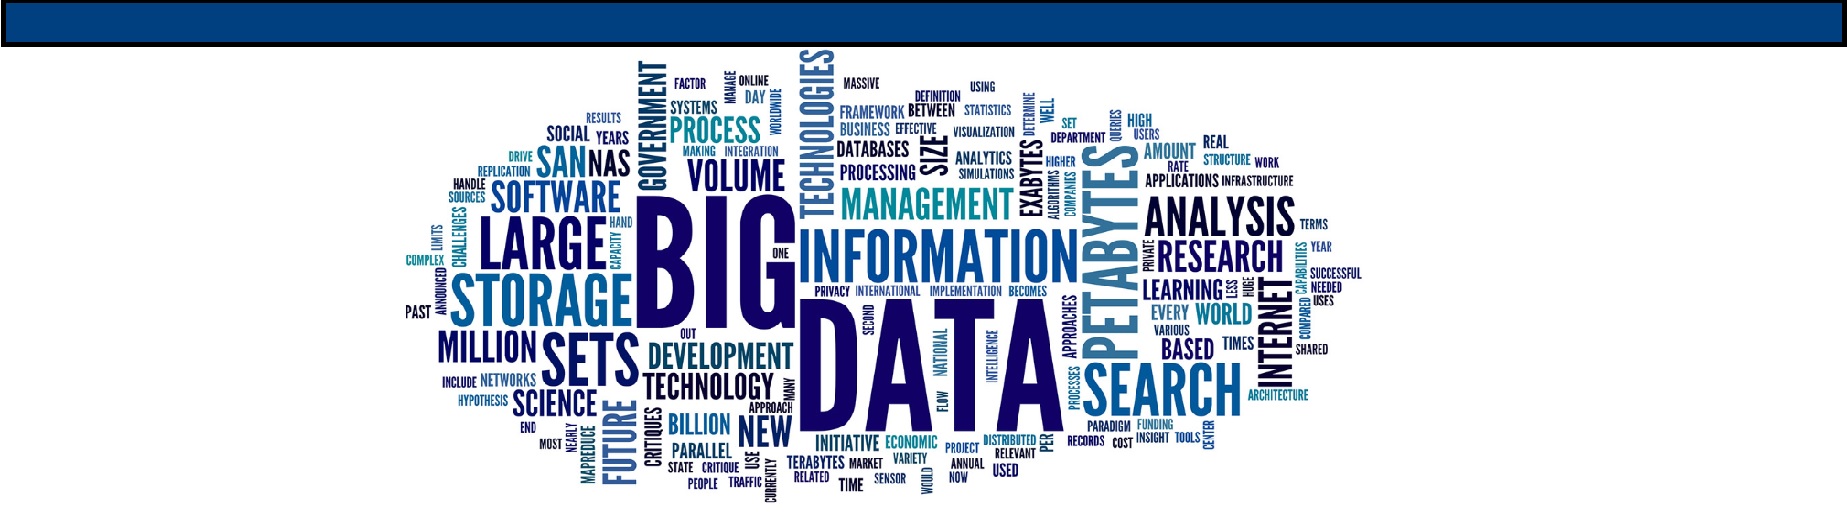 GOVERNMENT
FACTOR
MANAGE
ONLINE
DAY
WORLDWIDE
SYSTEMS
PROCESS
MAKING
INTEGRATION
VOLUME
TECHNOLOGIES
MASSIVE
USING
DEFINITION
FRAMEWORK
BETWEEN
STATISTICS
BUSINESS
EFFECTIVE
VISUALIZATION
DETERMINE
WELL
DATABASES
SIZE
ANALYTICS
PROCESSING
SIMULATIONS
EXABYTES
MANAGEMENT
SET
DEPARTMENT
QUERIES
HIGH
USERS
HIGHER
ALGORITHMS
COMPANIES
PETABYTES
AMOUNT
REAL
RATE
STRUCTURE
WORK
APPLICATIONS
INFRASTRUCTURE
ANALYSIS
TERMS
PRIVATE
RESEARCH
CAPABILITIES
YEAR
SUCCESSFUL
LEARNING
LESS
HUGE
INTERNET
NEEDED
USES
EVERY
WORLD
COMPARED
VARIOUS
BASED
TIMES
SHARED
SEARCH
ARCHITECTURE
RESULTS
SOCIAL
YEARS
DRIVE
SAN
NAS
REPLICATION
HANDLE
SOURCES
SOFTWARE
LARGE
HAND
CAPACITY
LIMITS
CHALLENGES
COMPLEX
ANNOUNCED
STORAGE
PAST
BIG
ONE
INFORMATION
PRIVACY
INTERNATIONAL
IMPLEMENTATION
BECOMES
DATA
SECOND
NATIONAL
INTELLIGENCE
FLOW
APPROACHES
PROCESSES
MILLION
SETS
OUT
DEVELOPMENT
TECHNOLOGY
MANY
INCLUDE
NETWORKS
HYPOTHESIS
SCIENCE
APPROACH
END
MOST
NEARLY
MAPREDUCE
FUTURE
CRITIQUES
BILLION
NEW
PARALLEL
STATE
CRITIQUE
USE
PEOPLE
TRAFFIC
CURRENTLY
INITIATIVE
ECONOMIC
PROJECT
DISTRIBUTED
PER
RELEVANT
TERABYTES
MARKET
VARIETY
ANNUAL
USED
RELATED
TIME
SENSOR
WOULD
NOW
PARADIGM
FUNDING
RECORDS
COST
INSIGHT
TOOLS
CENTER